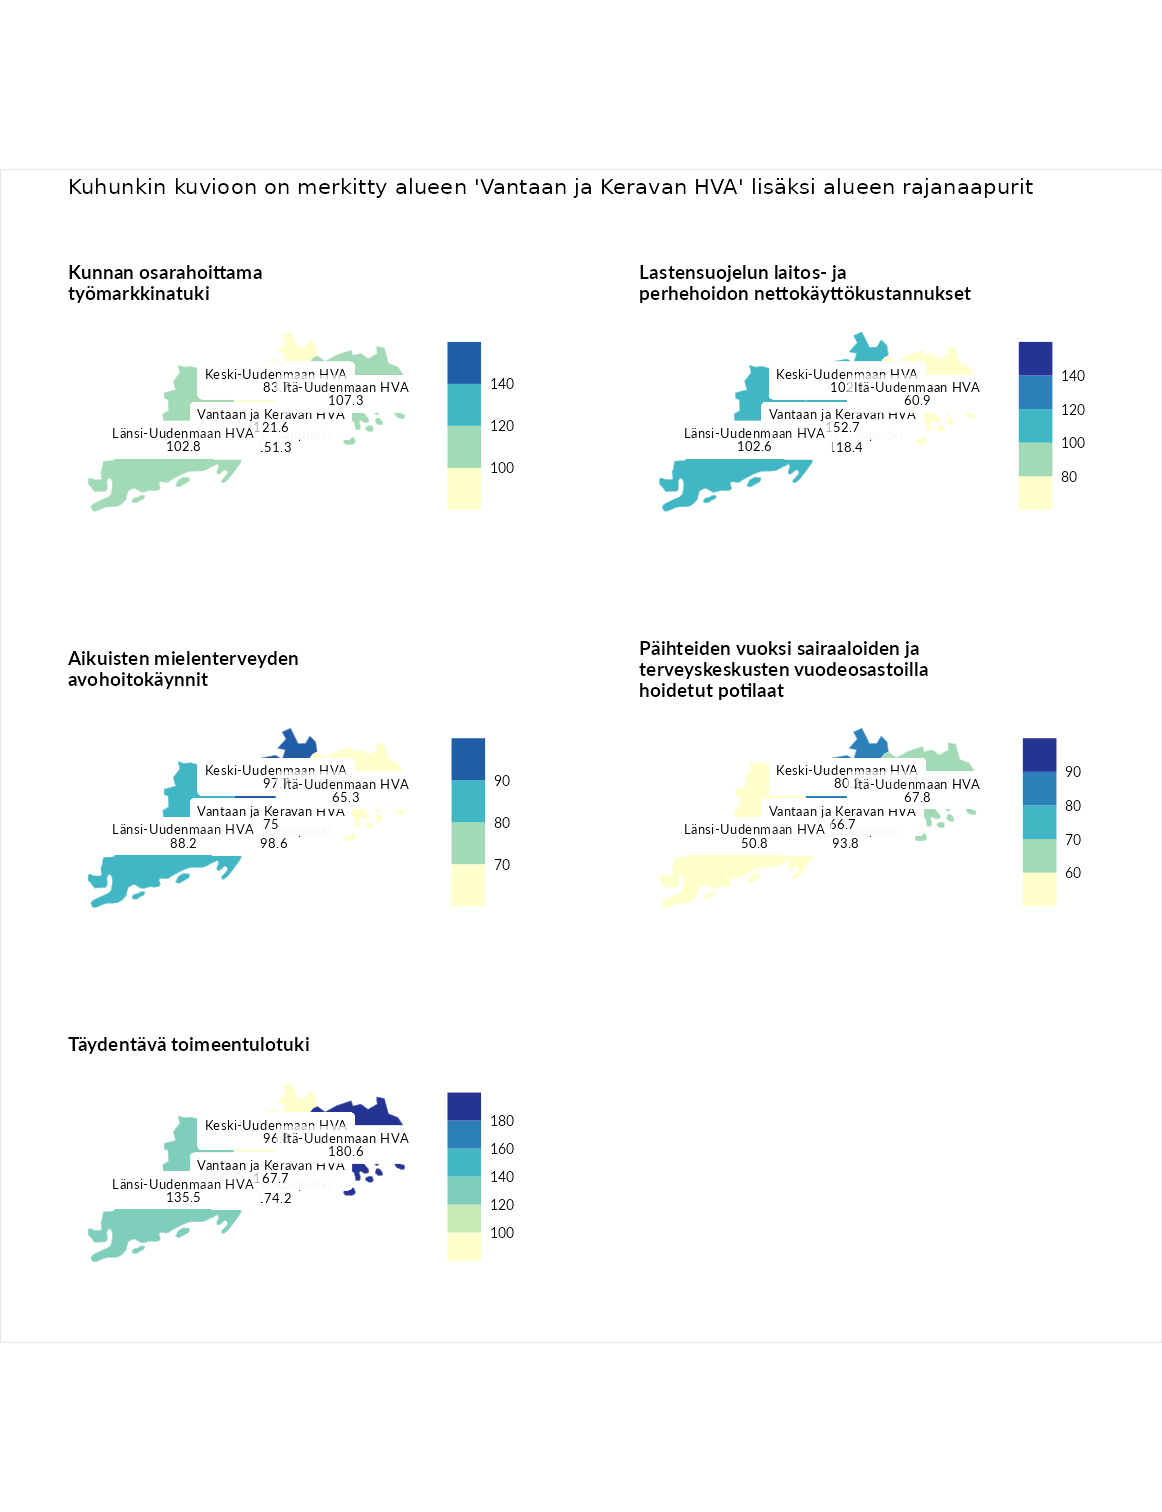 Kuhunkin kuvioon on merkitty alueen 'Vantaan ja Keravan HVA' lisäksi alueen rajanaapurit
Kunnan osarahoittama
työmarkkinatuki
Keski-Uudenmaan HVA
Itä-Uudenmaan HVA
107.3
Vantaan ja Keravan HVA
121.6
Länsi-Uudenmaan HVA
102.8
151.3
140
120
100
Lastensuojelun laitos- ja
perhehoidon nettokäyttökustannukset
Keski-Uudenmaan HVA
Itä-Uudenmaan HVA
60.9
Vantaan ja Keravan HVA
152.7
Länsi-Uudenmaan HVA
102.6
118.4
140
120
100
80
Aikuisten mielenterveyden
avohoitokäynnit
Keski-Uudenmaan HVA
Itä-Uudenmaan HVA
65.3
Vantaan ja Keravan HVA
75
Länsi-Uudenmaan HVA
88.2
98.6
90
80
70
Päihteiden vuoksi sairaaloiden ja
terveyskeskusten vuodeosastoilla
hoidetut potilaat
Keski-Uudenmaan HVA
Itä-Uudenmaan HVA
67.8
Vantaan ja Keravan HVA
66.7
Länsi-Uudenmaan HVA
50.8
93.8
90
80
70
60
Täydentävä toimeentulotuki
Keski-Uudenmaan HVA
Itä-Uudenmaan HVA
180.6
Vantaan ja Keravan HVA
167.7
Länsi-Uudenmaan HVA
135.5
174.2
180
160
140
120
100